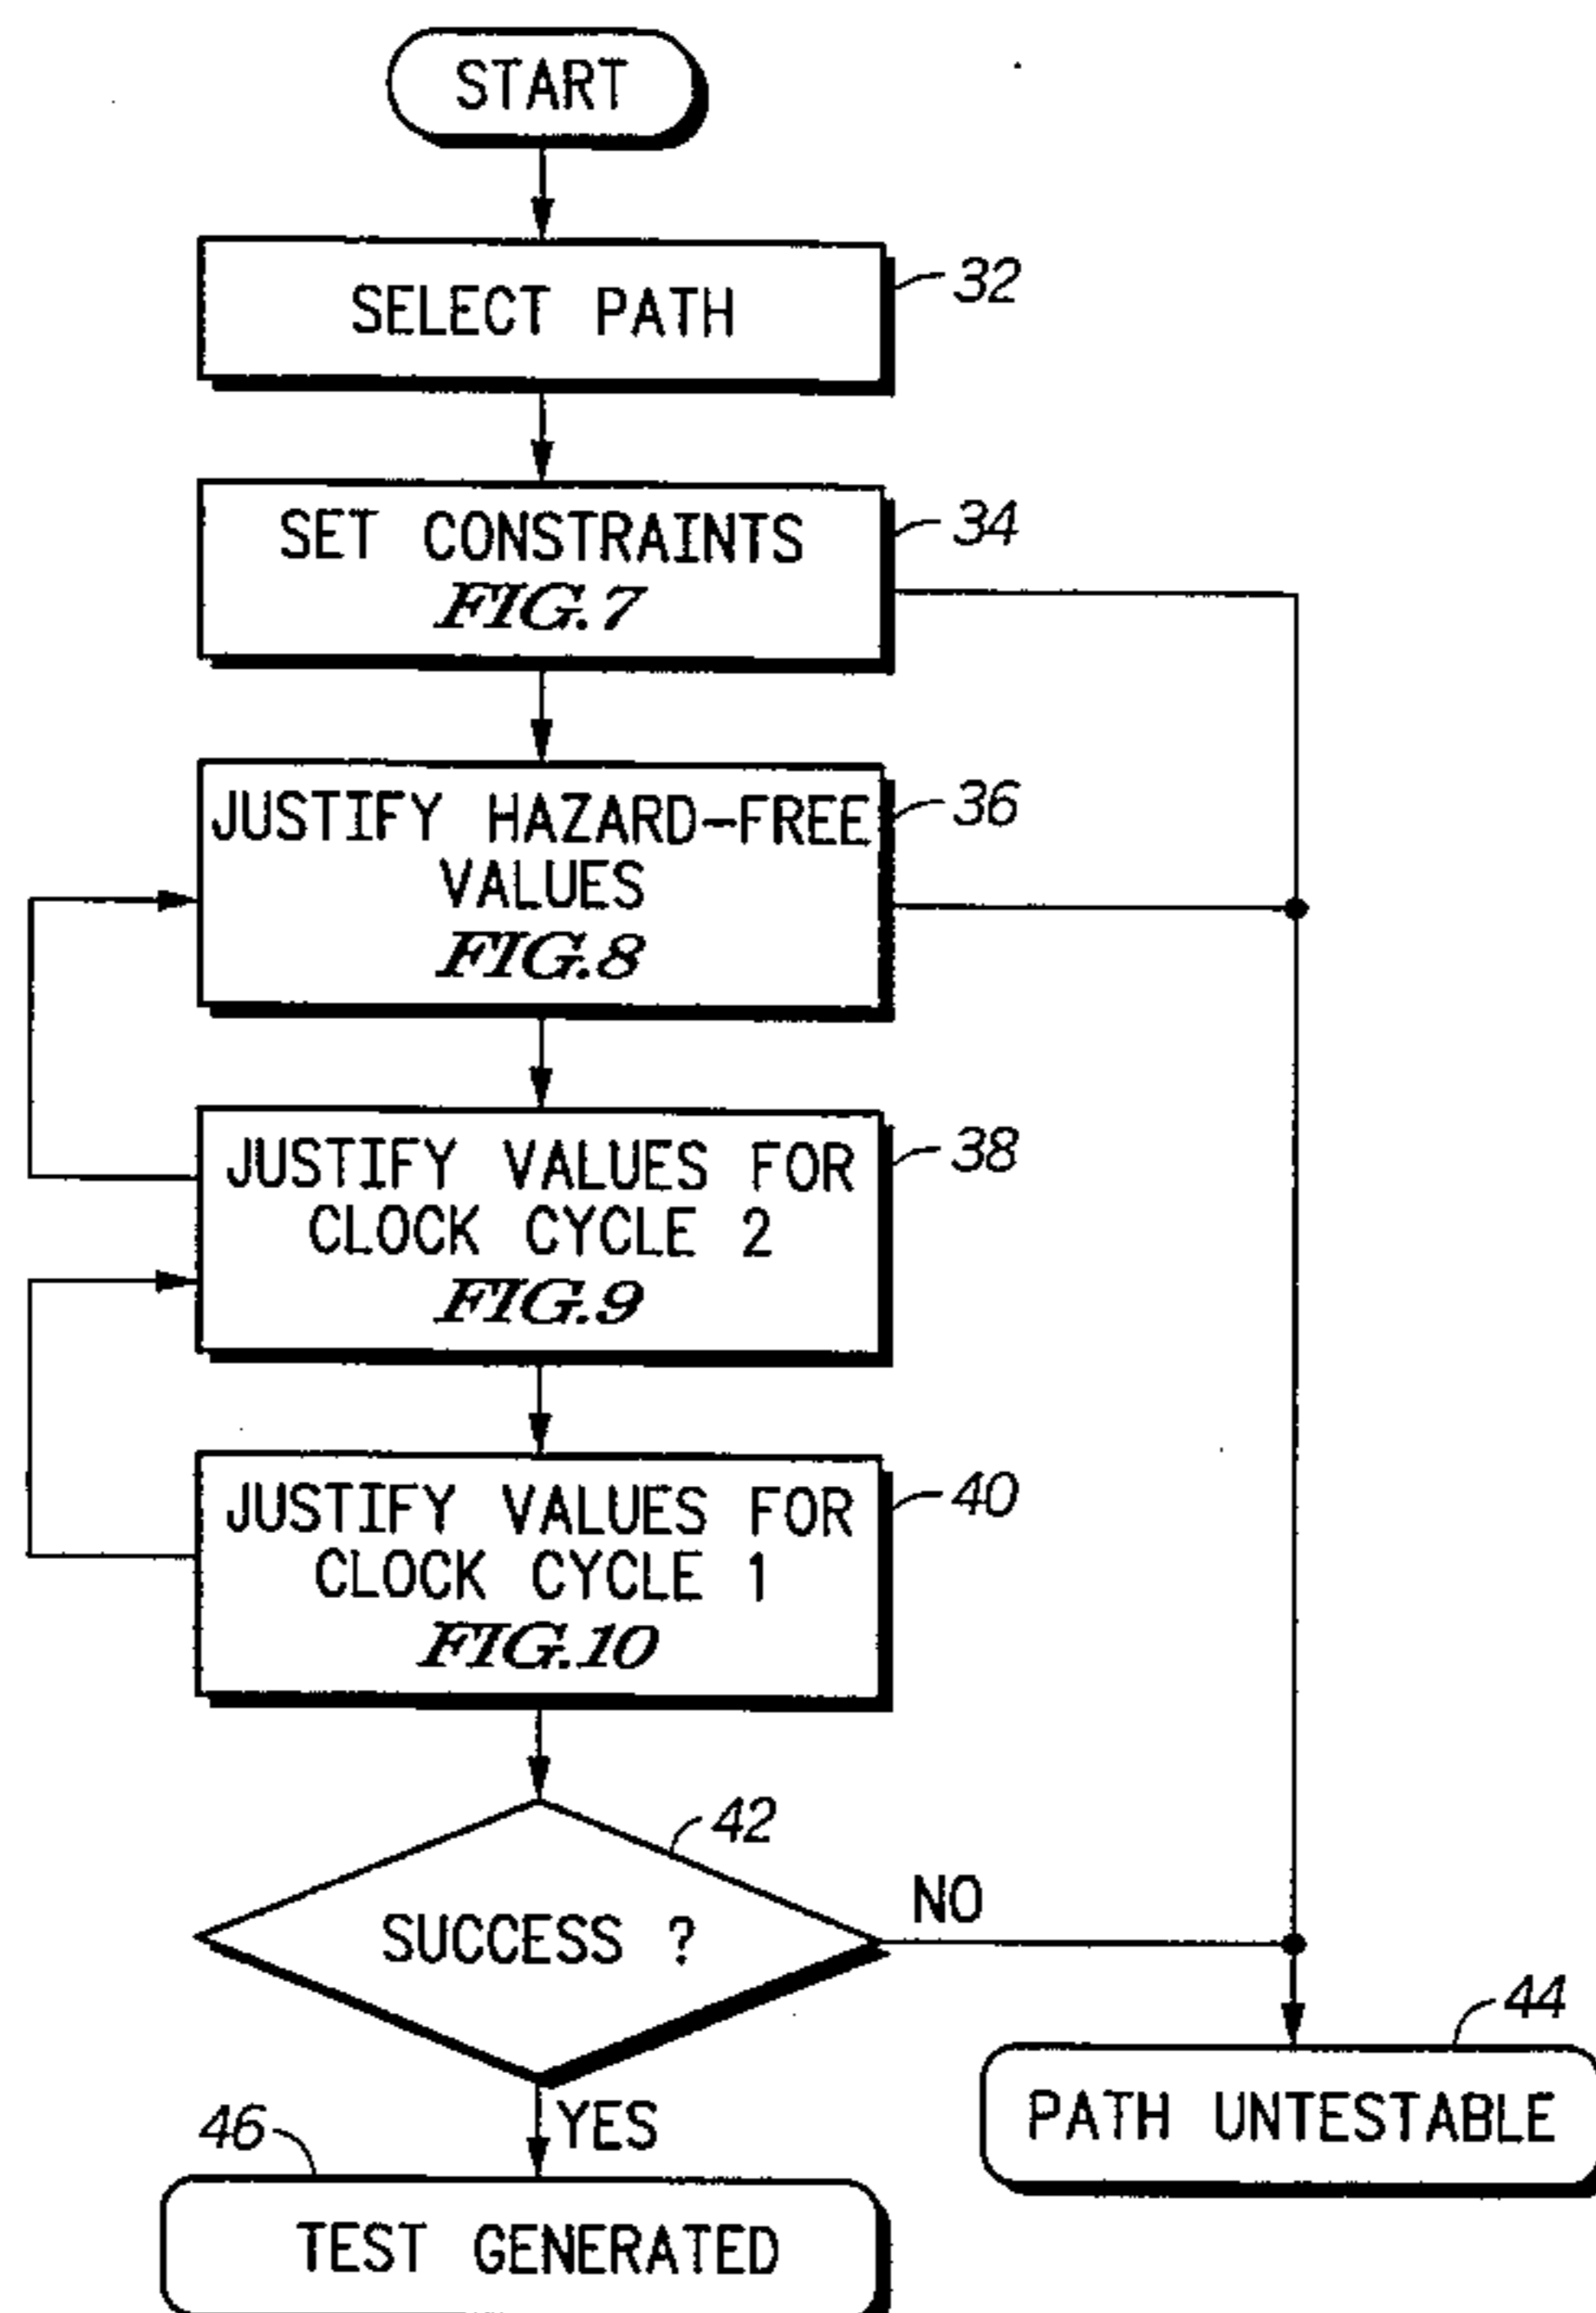 START
SELECT PATH
32
SET CONSTRAINTS
FIG.7
34
JUSTIFY HAZARD-FREE
VALUES
FIG.8
36
JUSTIFY VALUES FOR
CLOCK CYCLE 2
FIG.9
38
JUSTIFY VALUES FOR
CLOCK CYCLE 1
FIG.10
40
42
SUCCESS ?
NO
44
PATH UNTESTABLE
YES
46
TEST GENERATED